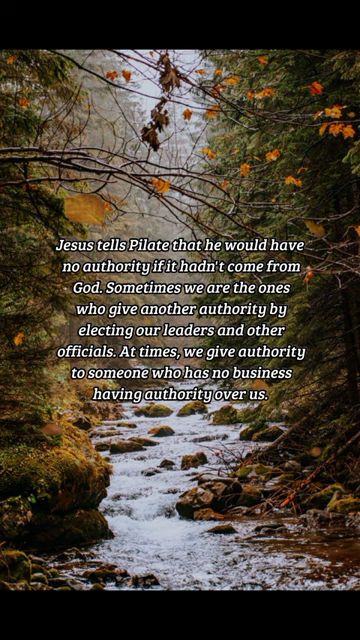 Jesus tells Pilate that he would have
no authority if it hadn't come from
God. Sometimes we are the ones
who give another authority by
electing our leaders and other
officials. At times, we give authority
to someone who has no business
having authority over us.